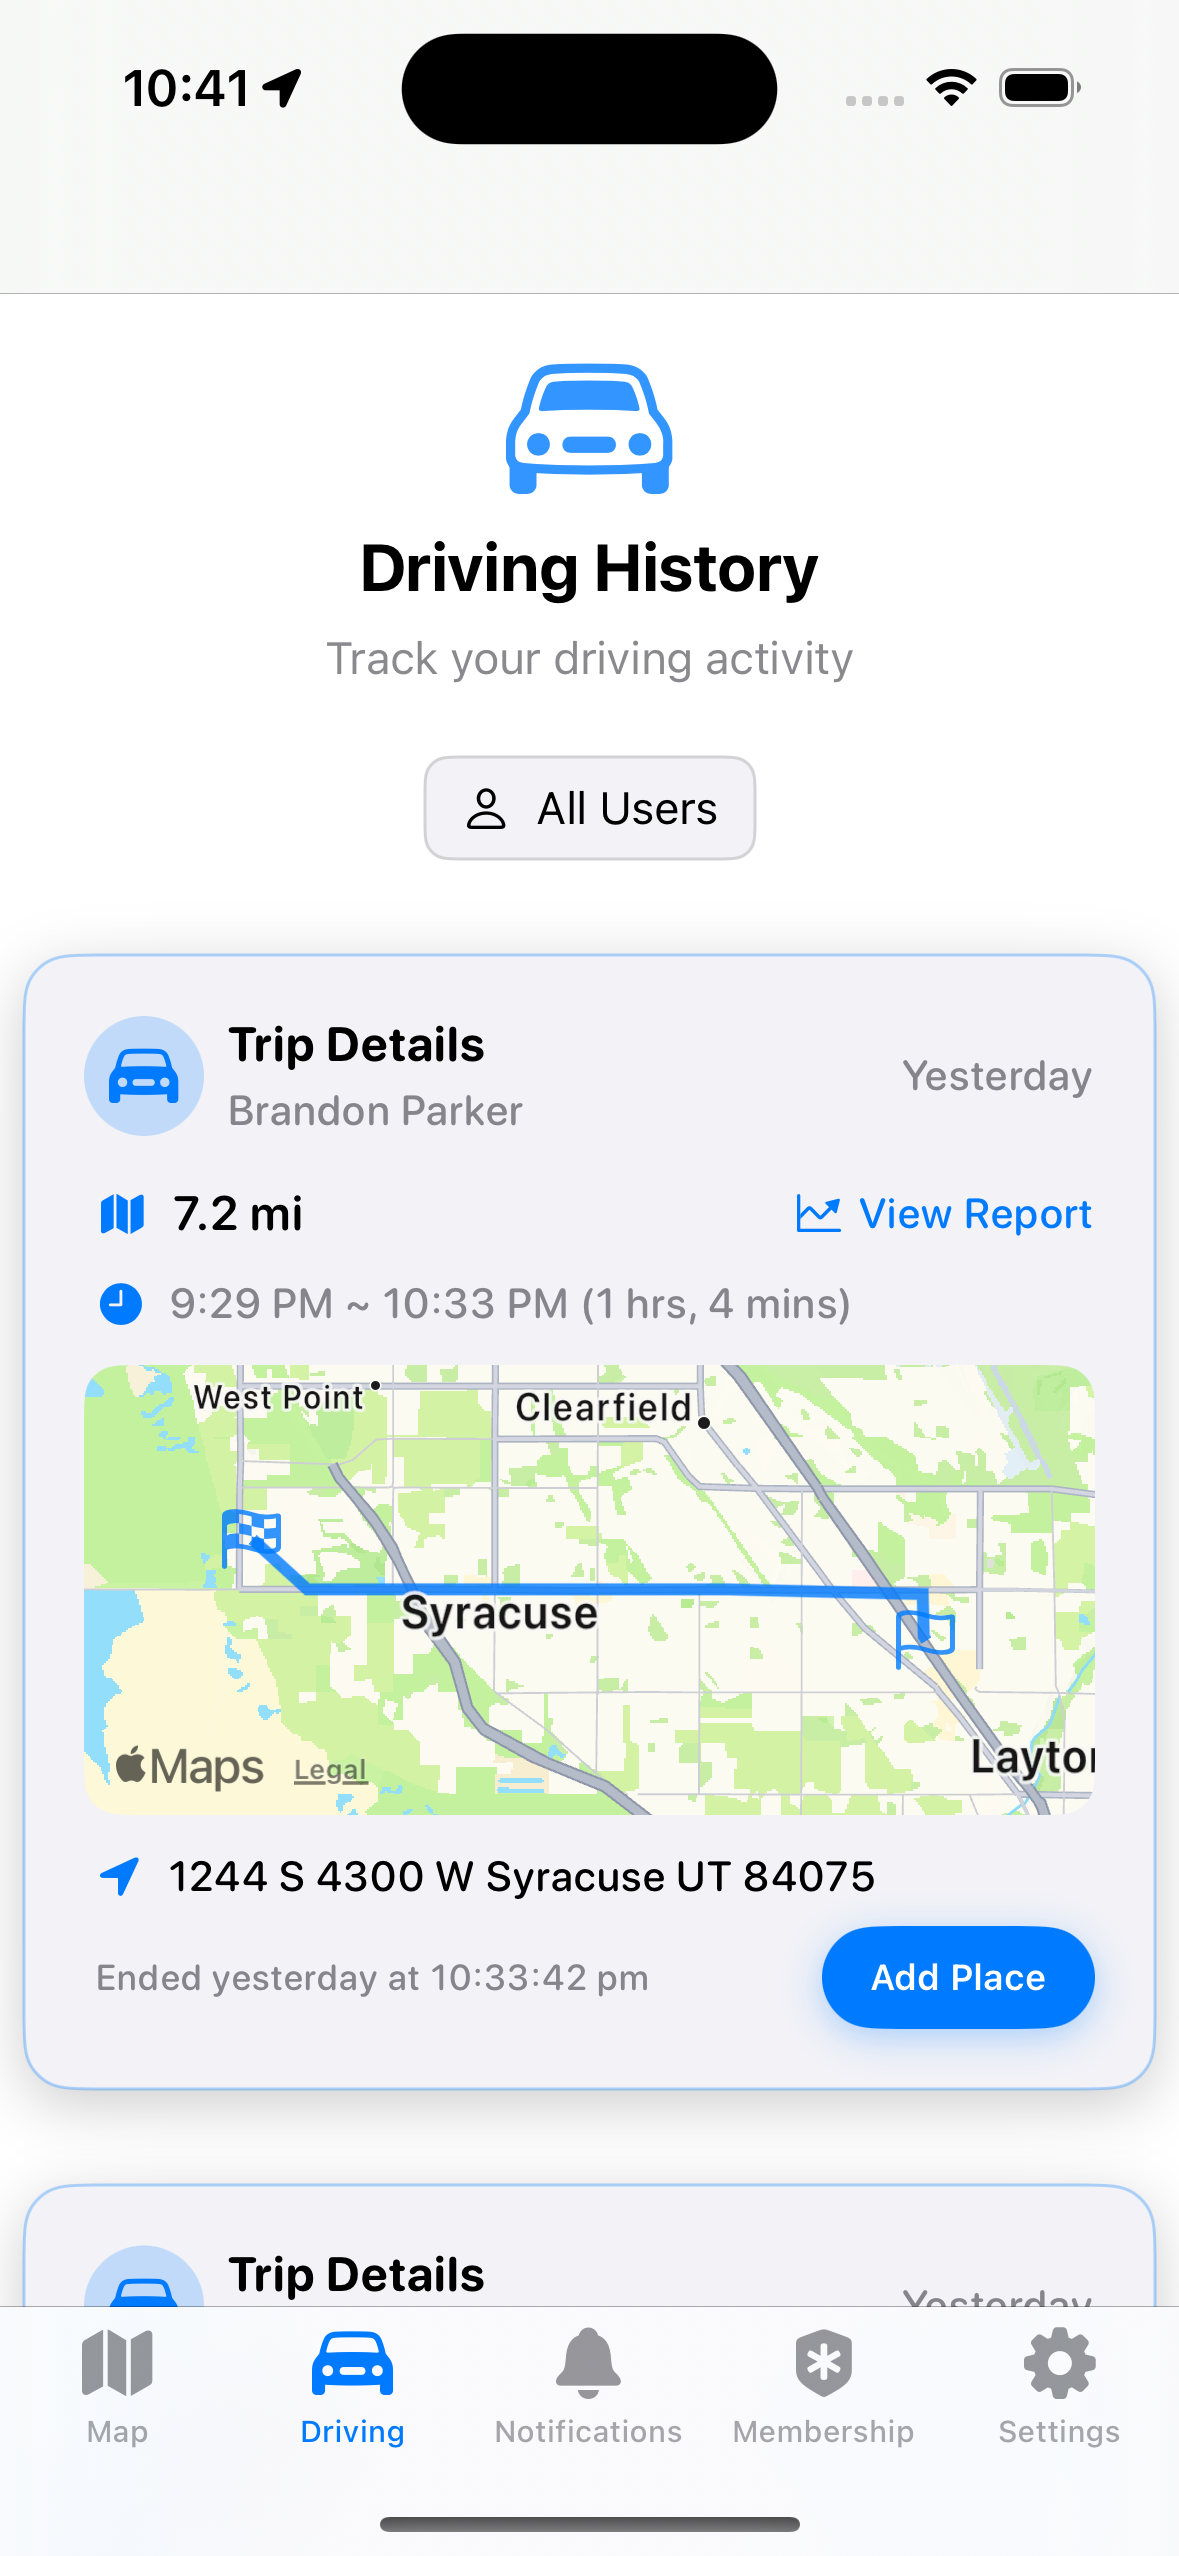 10:41
Driving History
Track your driving activity
All Users
Trip Details
Brandon Parker
Yesterday
7.2 mi
View Report
9:29 PM ~ 10:33 PM (1 hrs, 4 mins)
West Point
Clearfield
Syracuse
Layton
Maps Legal
1244 S 4300 W Syracuse UT 84075
Ended yesterday at 10:33:42 pm
Add Place
Trip Details
Yesterday
Map
Driving
Notifications
Membership
Settings